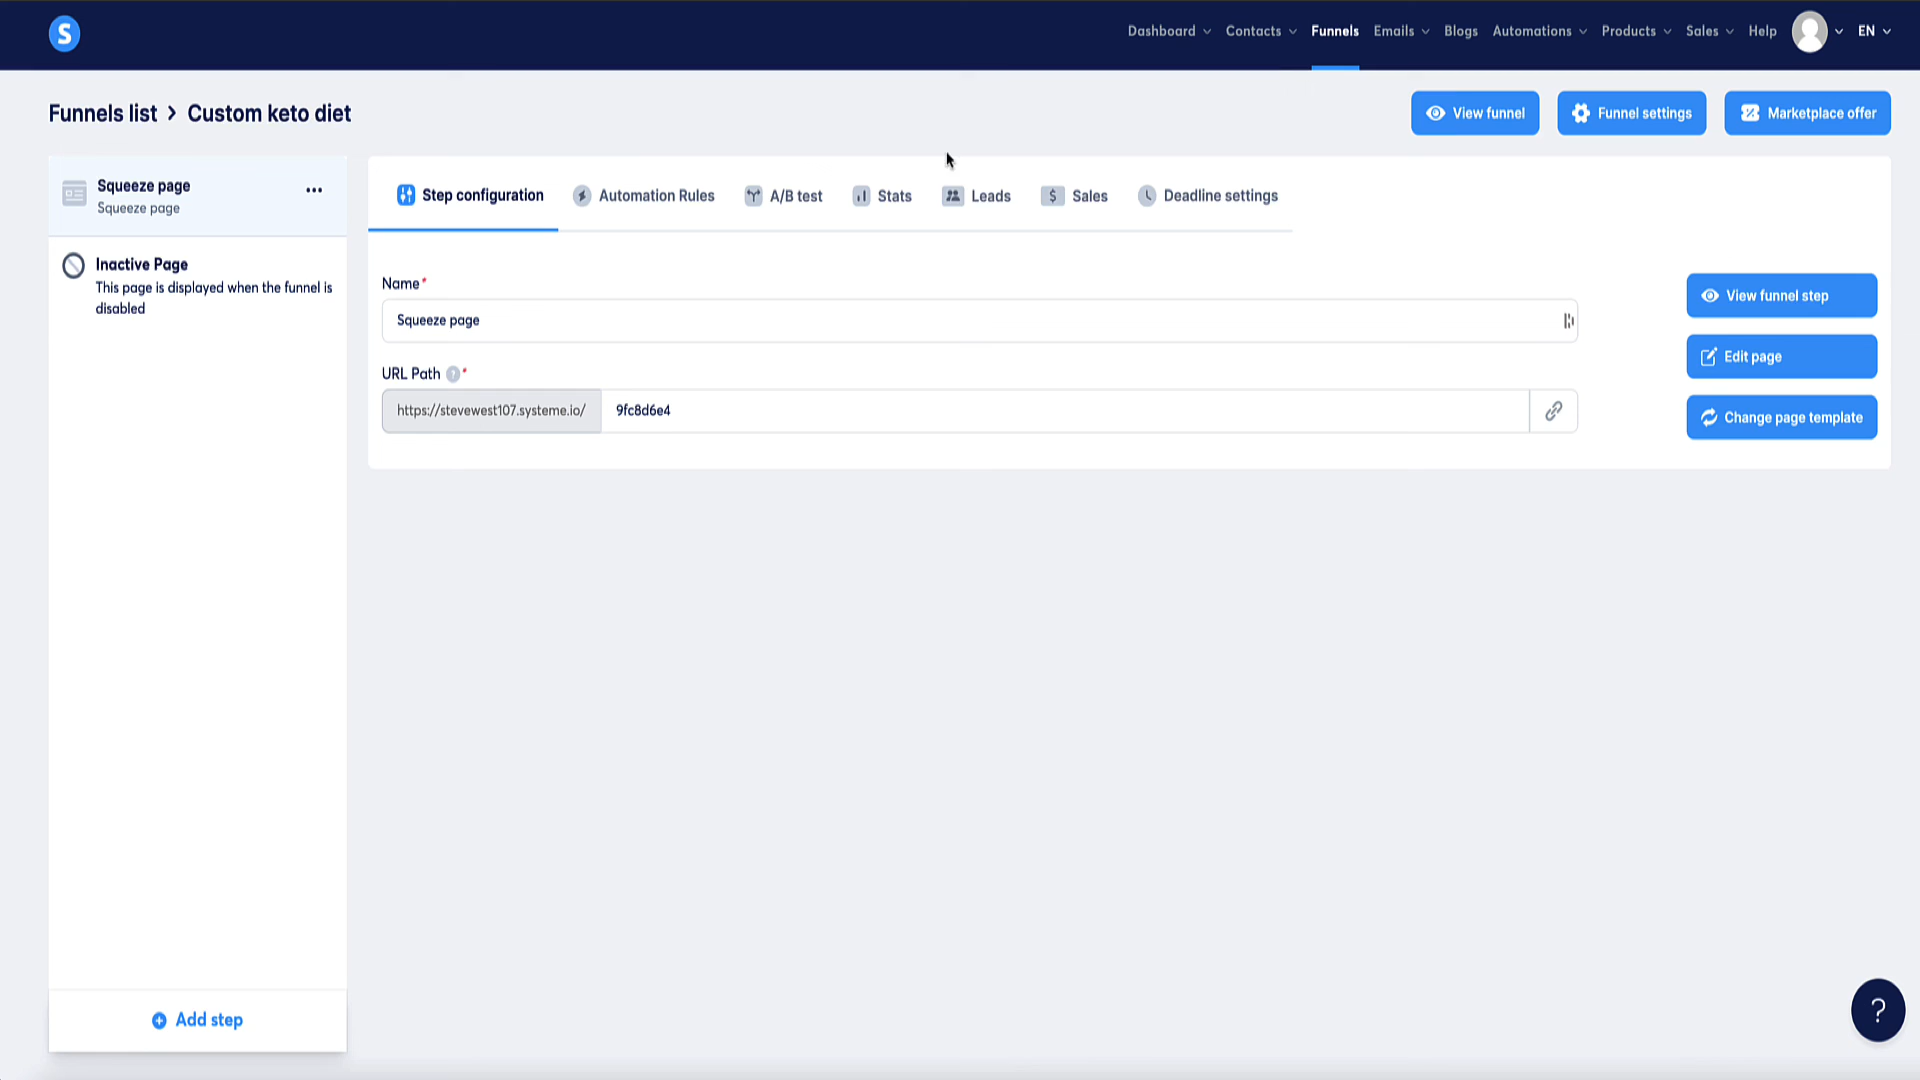 S
Dashboard Contacts Funnels Emails Blogs Automations Products Sales Help EN
Funnels list > Custom keto diet
View funnel Funnel settings Marketplace offer
Squeeze page
Squeeze page
Inactive Page
This page is displayed when the funnel is
disabled
Add step
Step configuration Automation Rules A/B test Stats Leads $ Sales Deadline settings
Name*
Squeeze page
URL Path ?*
https://stevewest107.systeme.io/ 9fc8d6e4
View funnel step
Edit page
Change page template
?